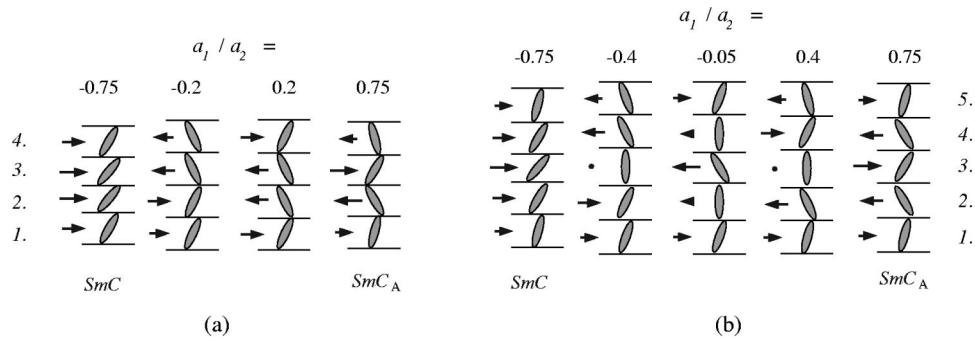 a1 / a2 =
-0.75 -0.2 0.2 0.75
4.
3.
2.
1.
SmC SmCA
(a)
a1 / a2 =
-0.75 -0.4 -0.05 0.4 0.75
5.
4.
3.
2.
1.
SmC SmCA
(b)